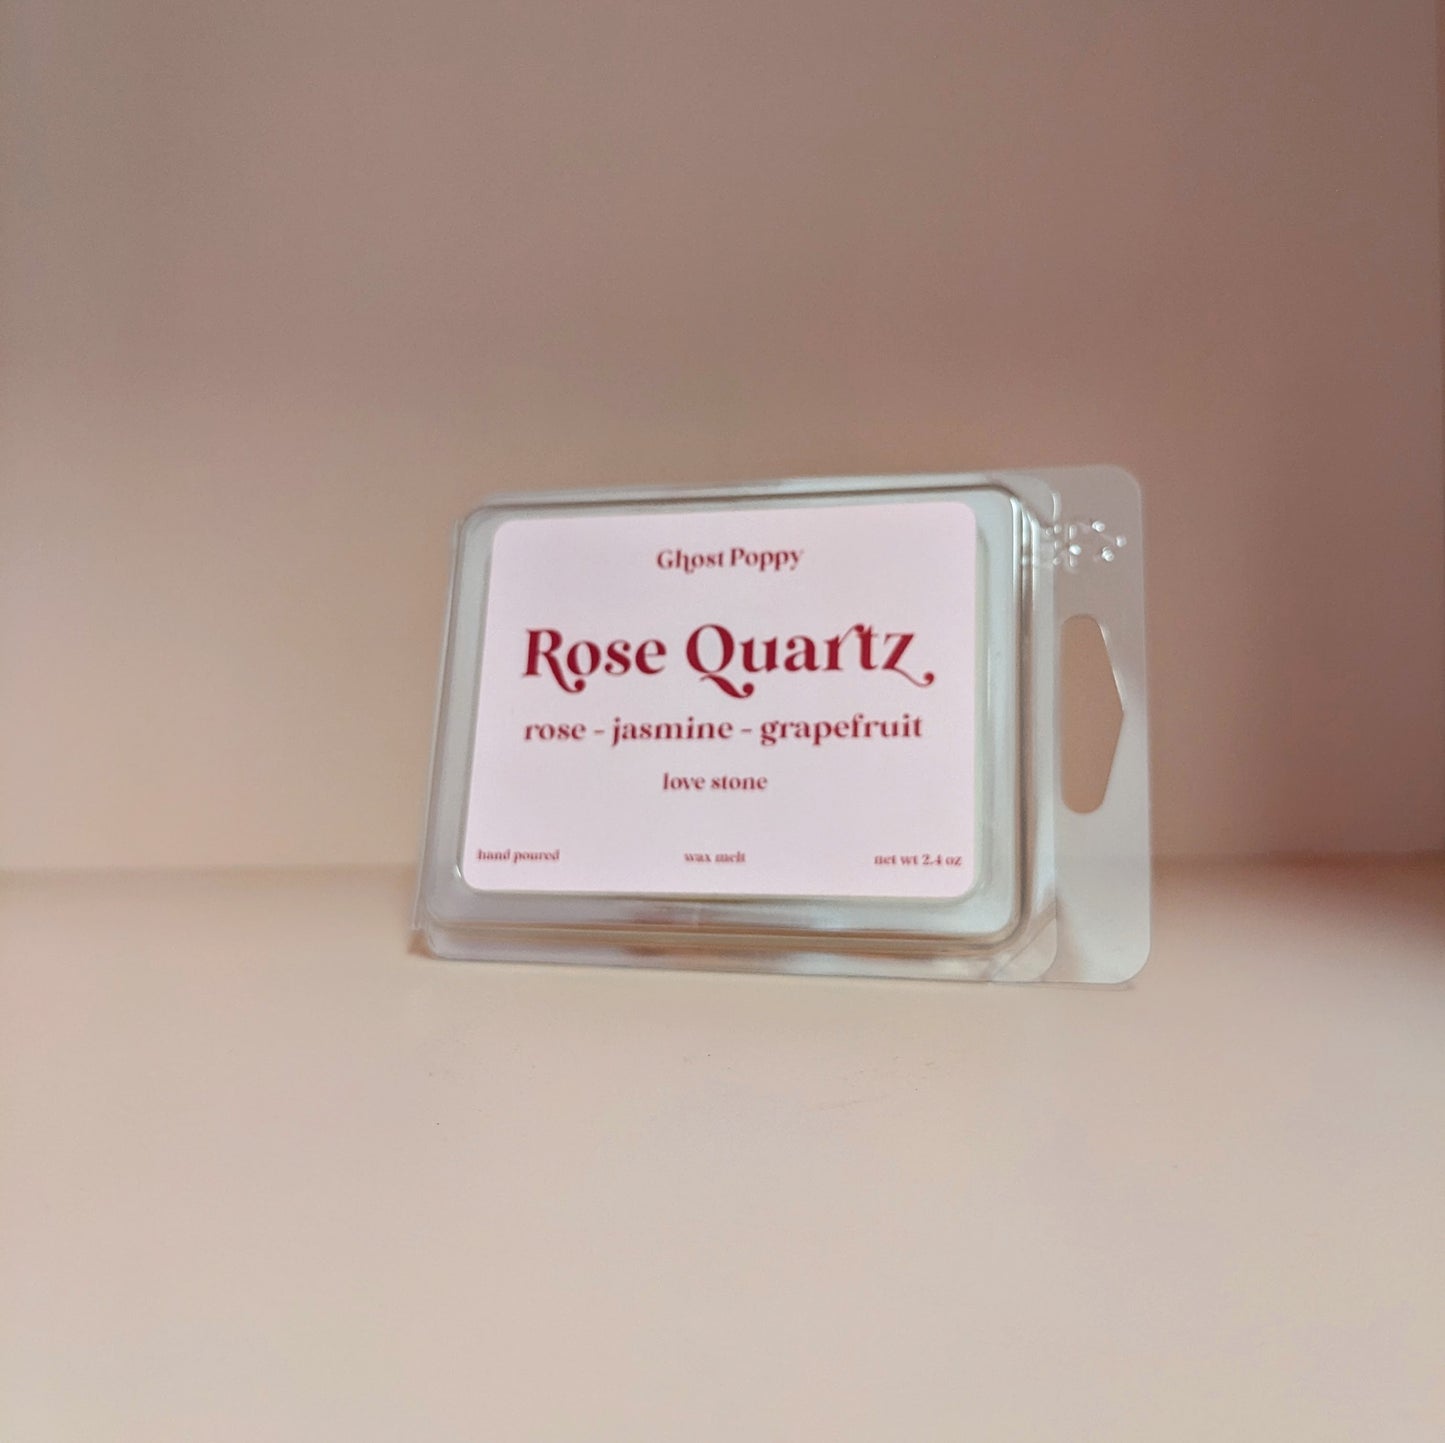 Ghost Poppy
Rose Quartz
rose - jasmine - grapefruit
love stone
hand poured wax melt net wt 2.4 oz